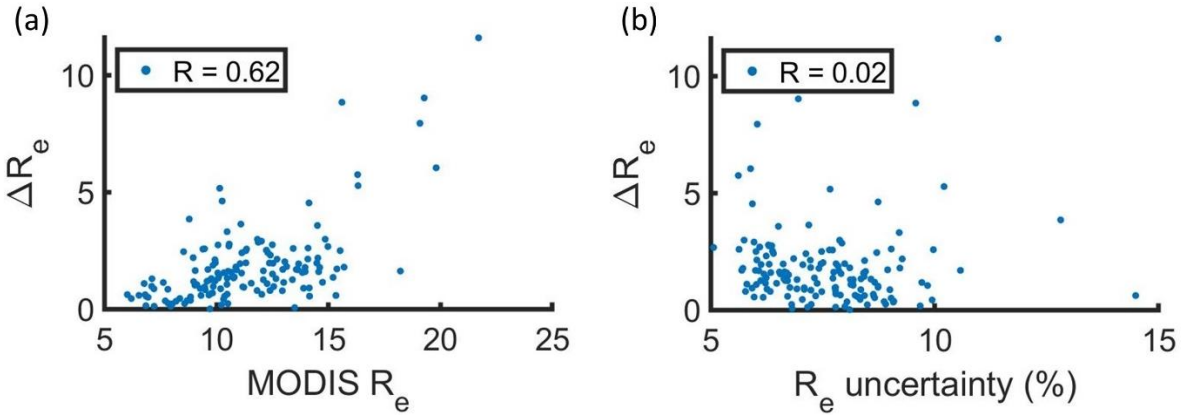 (a)
R = 0.62
ΔRe
10
5
0
5 10 15 20 25
MODIS Re
(b)
R = 0.02
ΔRe
10
5
0
5 10 15
Re uncertainty (%)